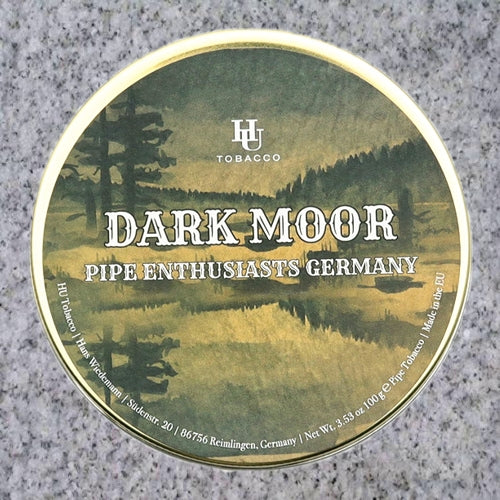 HU
TOBACCO
DARK MOOR
PIPE ENTHUSIASTS GERMANY
HU Tobacco | Hans Wiedemann | Südenstr. 20 | 86756 Reimlingen, Germany | Net Wt. 3.53 oz 100g ℮ Pipe Tobacco | Made in the EU